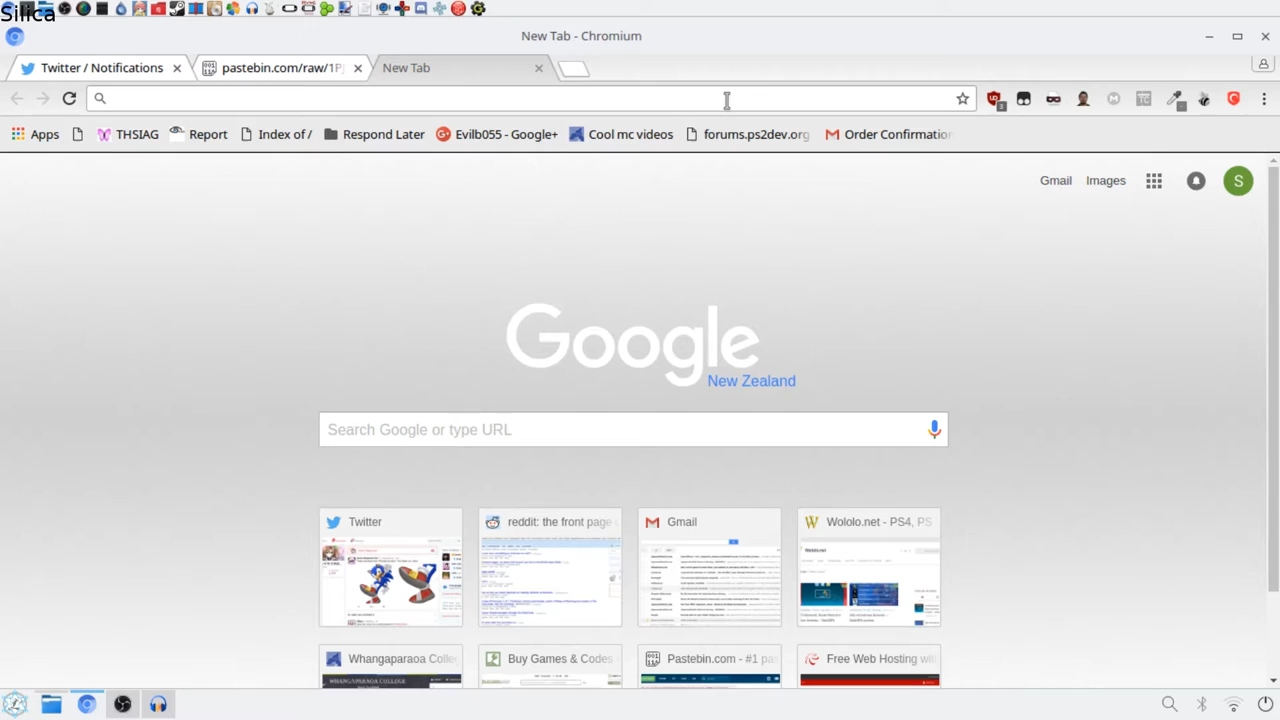 Silica
New Tab - Chromium
Twitter / Notifications
pastebin.com/raw/1P
New Tab
Apps
THSIAG
Report
Index of /
Respond Later
Evilb055 - Google+
Cool mc videos
forums.ps2dev.org
Order Confirmation
Gmail
Images
S
Google
New Zealand
Search Google or type URL
Twitter
reddit: the front page
Gmail
Wololo.net - PS4, PS
Whangaparaoa Colle
Buy Games & Codes
Pastebin.com - #1 pa
Free Web Hosting wi
WHANGAPARAOA COLLEGE